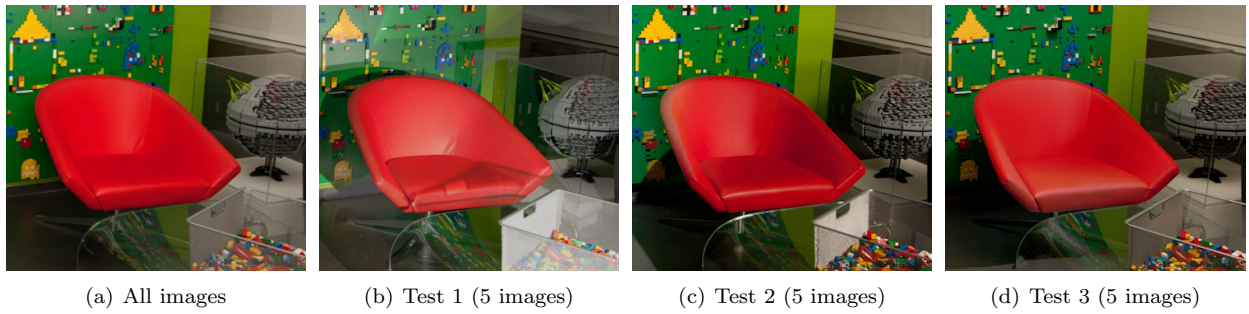 (a) All images
(b) Test 1 (5 images)
(c) Test 2 (5 images)
(d) Test 3 (5 images)